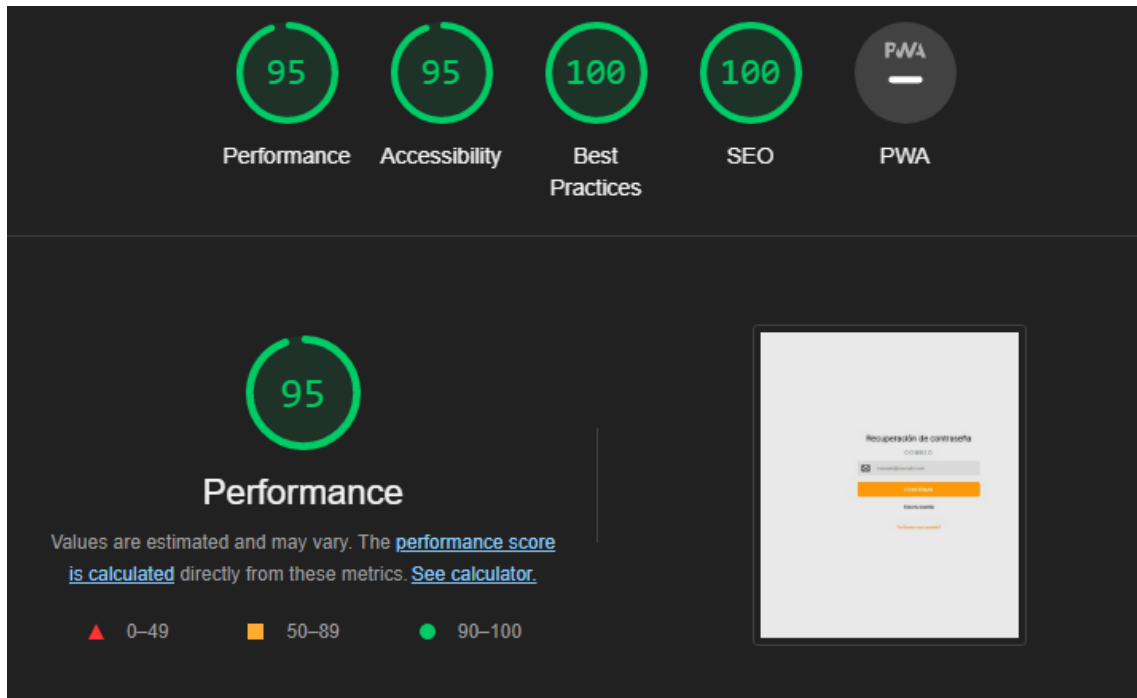 95 95 100 100 PWA
Performance Accessibility Best Practices SEO PWA
95
Performance
Values are estimated and may vary. The performance score
is calculated directly from these metrics. See calculator.
0–49 50–89 90–100
Recuperación de contraseña
CORREO